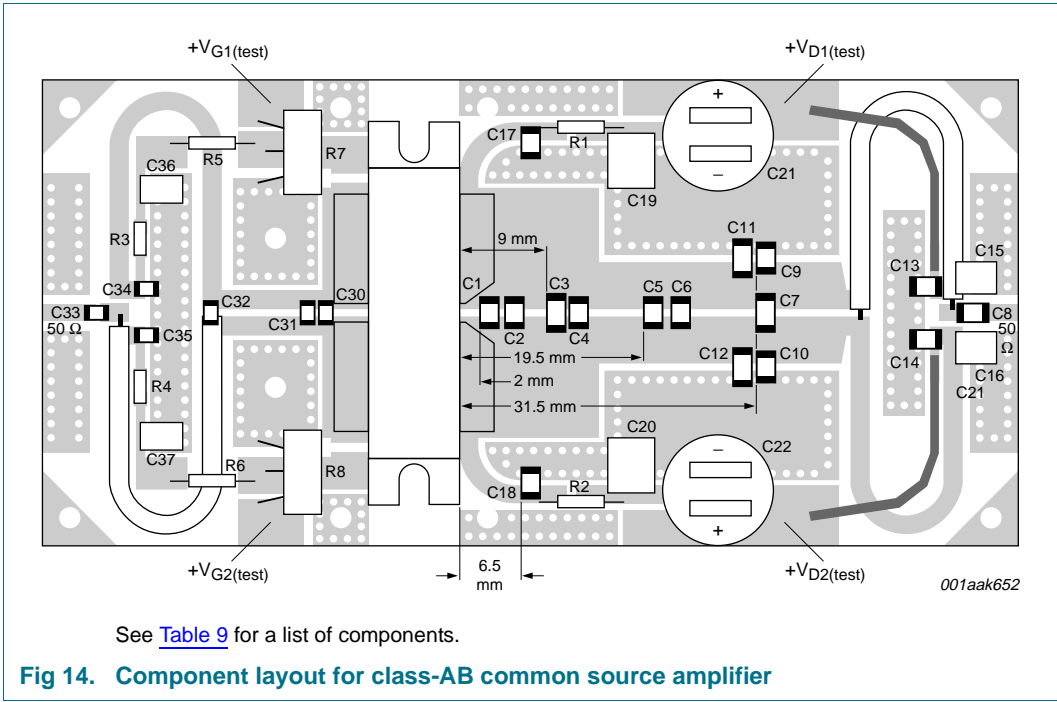 +VG1(test)
+VD1(test)
C36
R5
R7
C17
R1
C19
+
−
C21
R3
C34
C33
50 Ω
C35
C32
C31
C30
9 mm
C1
C2
C3
C4
C5
C6
C11
C9
C7
C13
C15
C8
50
Ω
C14
C16
C21
19.5 mm
2 mm
31.5 mm
C12
C10
R4
C37
R6
R8
C20
C18
R2
−
+
C22
6.5
mm
+VG2(test)
+VD2(test)
001aak652
See Table 9 for a list of components.
Fig 14. Component layout for class-AB common source amplifier